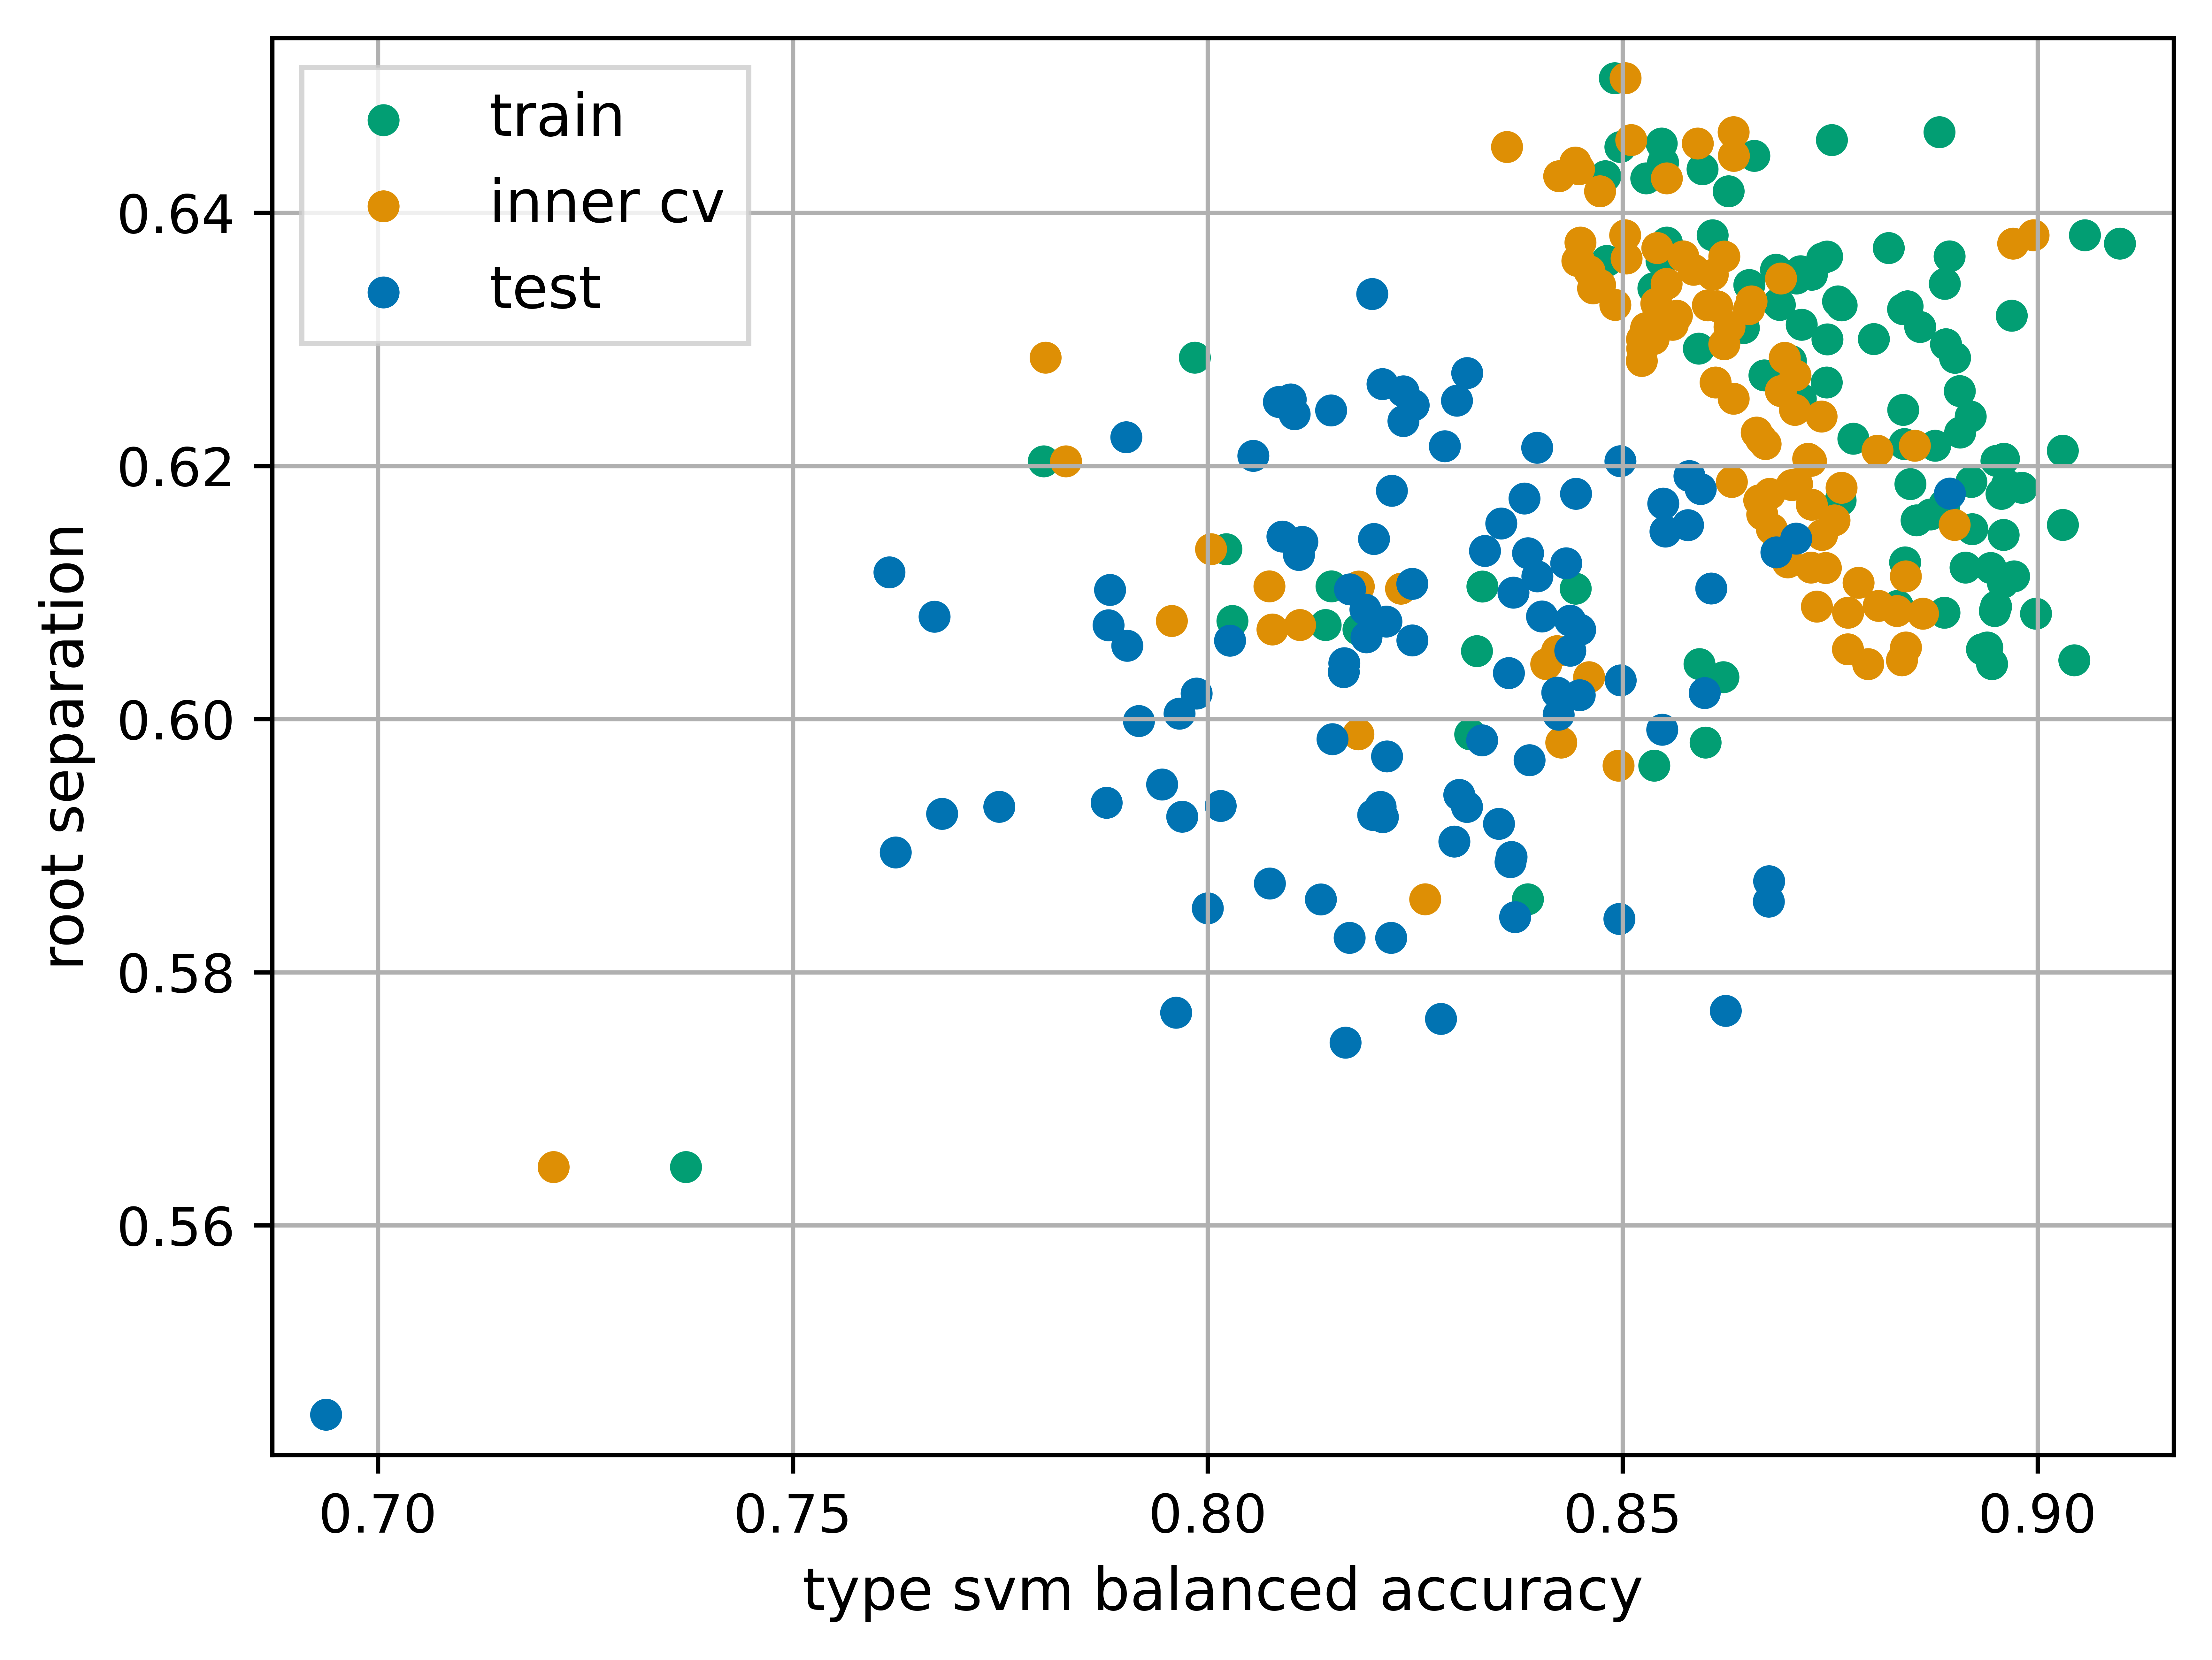 train
inner cv
test
0.64
0.62
0.60
0.58
0.56
root separation
0.70 0.75 0.80 0.85 0.90
type svm balanced accuracy